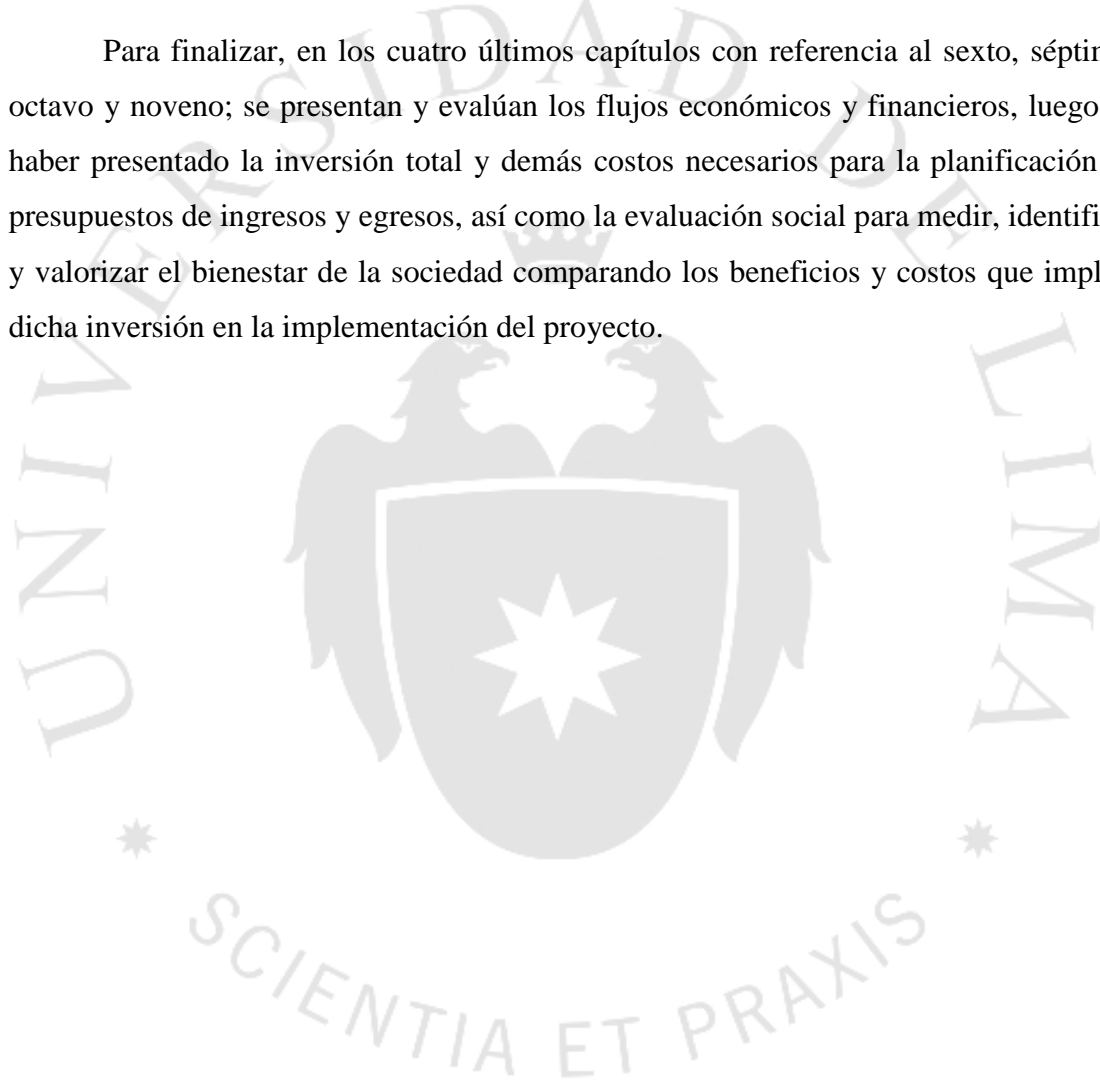 Para finalizar, en los cuatro últimos capítulos con referencia al sexto,
octavo y noveno; se presentan y evalúan los flujos económicos y financieros, luego
haber presentado la inversión total y demás costos necesarios para la planificación
presupuestos de ingresos y egresos, así como la evaluación social para medir,
y valorizar el bienestar de la sociedad comparando los beneficios y costos que
dicha inversión en la implementación del proyecto.
UNIVERSIDAD DE LIMA
SCIENTIA ET PRAXIS